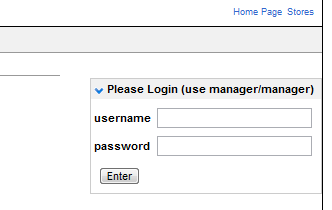 Home Page Stores
Please Login (use manager/manager)
username
password
Enter